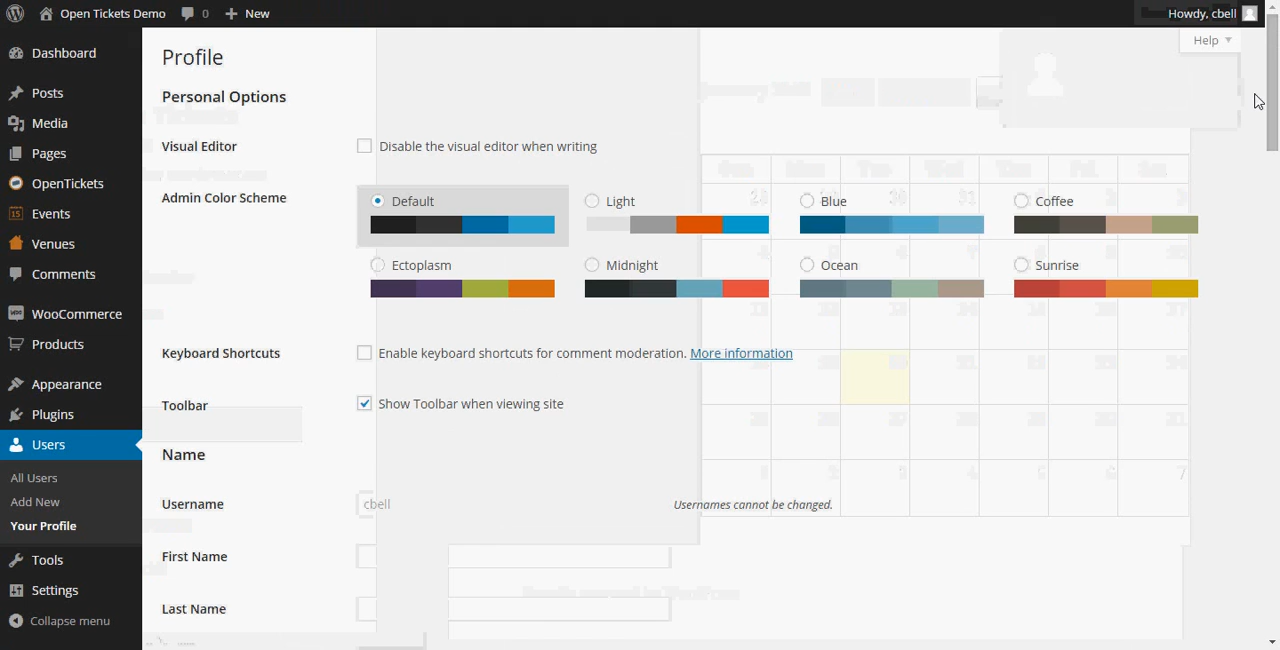 Open Tickets Demo 0 New Howdy, cbell
Help
Dashboard
Posts
Media
Pages
OpenTickets
Events
Venues
Comments
WooCommerce
Products
Appearance
Plugins
Users
All Users
Add New
Your Profile
Tools
Settings
Collapse menu
Profile
Personal Options
Visual Editor Disable the visual editor when writing
Admin Color Scheme Default Light Blue Coffee
Ectoplasm Midnight Ocean Sunrise
Keyboard Shortcuts Enable keyboard shortcuts for comment moderation. More information
Toolbar Show Toolbar when viewing site
Name
Username cbell Usernames cannot be changed.
First Name
Last Name